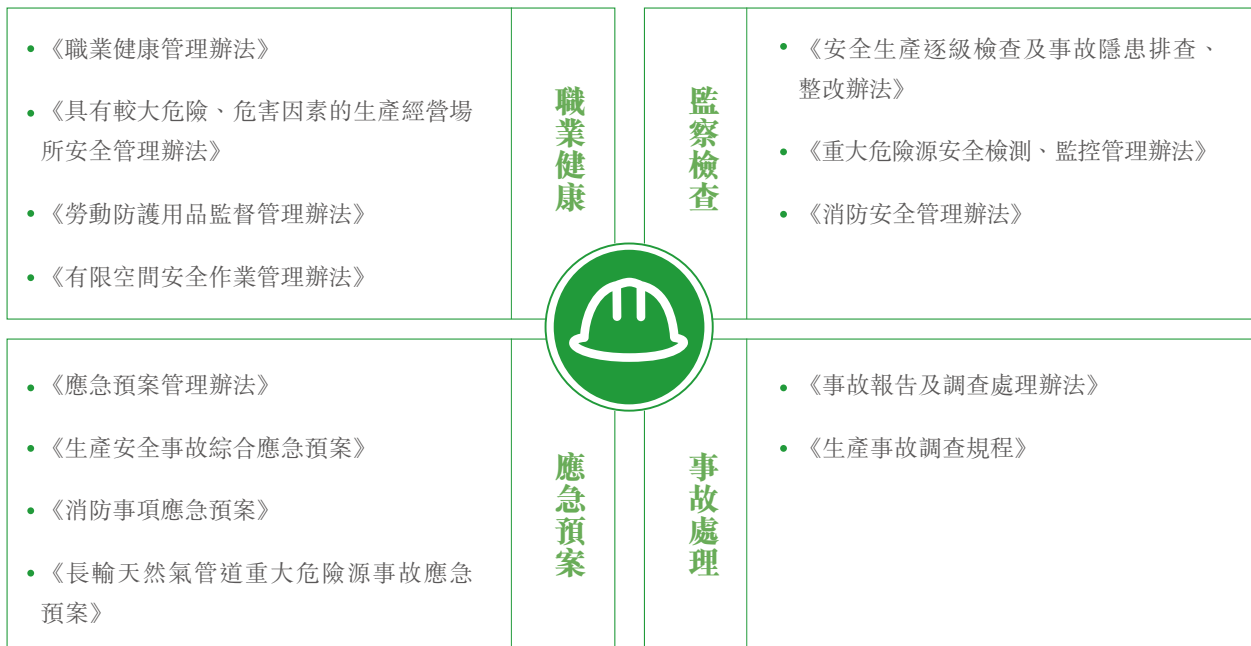 •《職業健康管理辦法》
•《具有較大危險、危害因素的生產經營場
所安全管理辦法》
•《勞動防護用品監督管理辦法》
•《有限空間安全作業管理辦法》
職業健康
監察檢查
•《安全生產逐級檢查及事故隱患排查、
整改辦法》
•《重大危險源安全檢測、監控管理辦法》
•《消防安全管理辦法》
•《應急預案管理辦法》
•《生產安全事故綜合應急預案》
•《消防事項應急預案》
•《長輸天然氣管道重大危險源事故應急
預案》
應急預案
事故處理
•《事故報告及調查處理辦法》
•《生產事故調查規程》